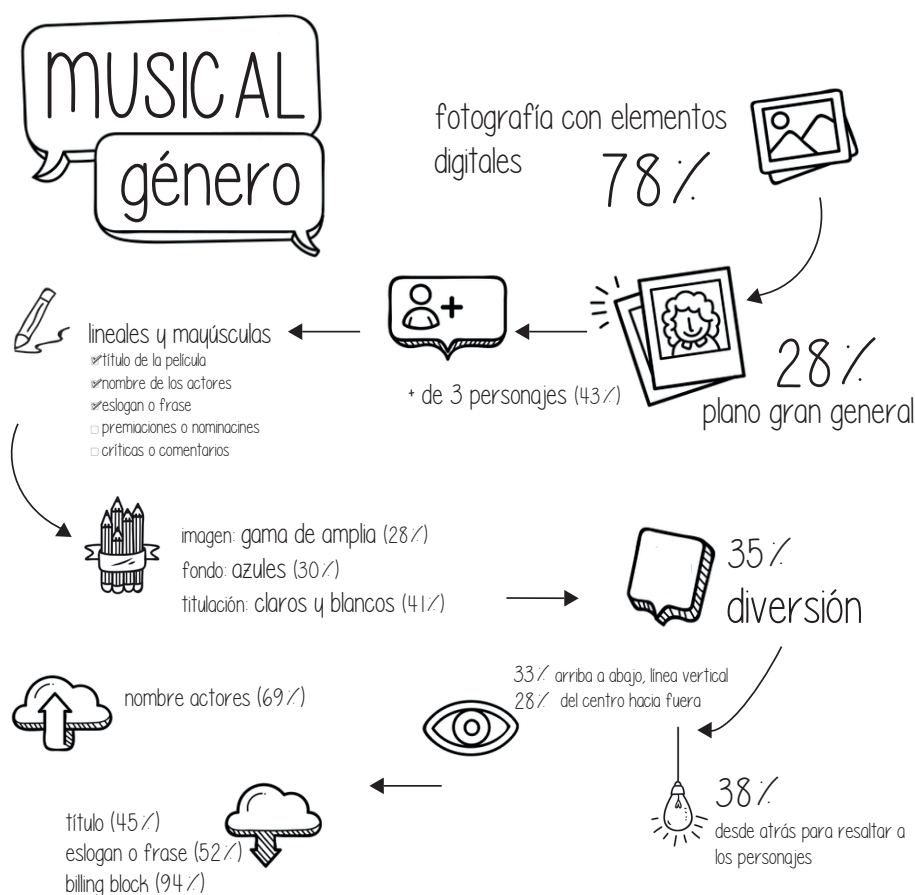 MUSICAL
género
fotografía con elementos
digitales
78%
28%
plano gran general
+ de 3 personajes (43%)
lineales y mayúsculas
título de la película
nombre de los actores
eslogan o frase
premiaciones o nominacines
críticas o comentarios
imagen: gama de amplia (28%)
fondo: azules (30%)
titulación: claros y blancos (41%)
35%
diversión
33% arriba a abajo, línea vertical
28% del centro hacia fuera
38%
desde atrás para resaltar a
los personajes
nombre actores (69%)
título (45%)
eslogan o frase (52%)
billing block (94%)